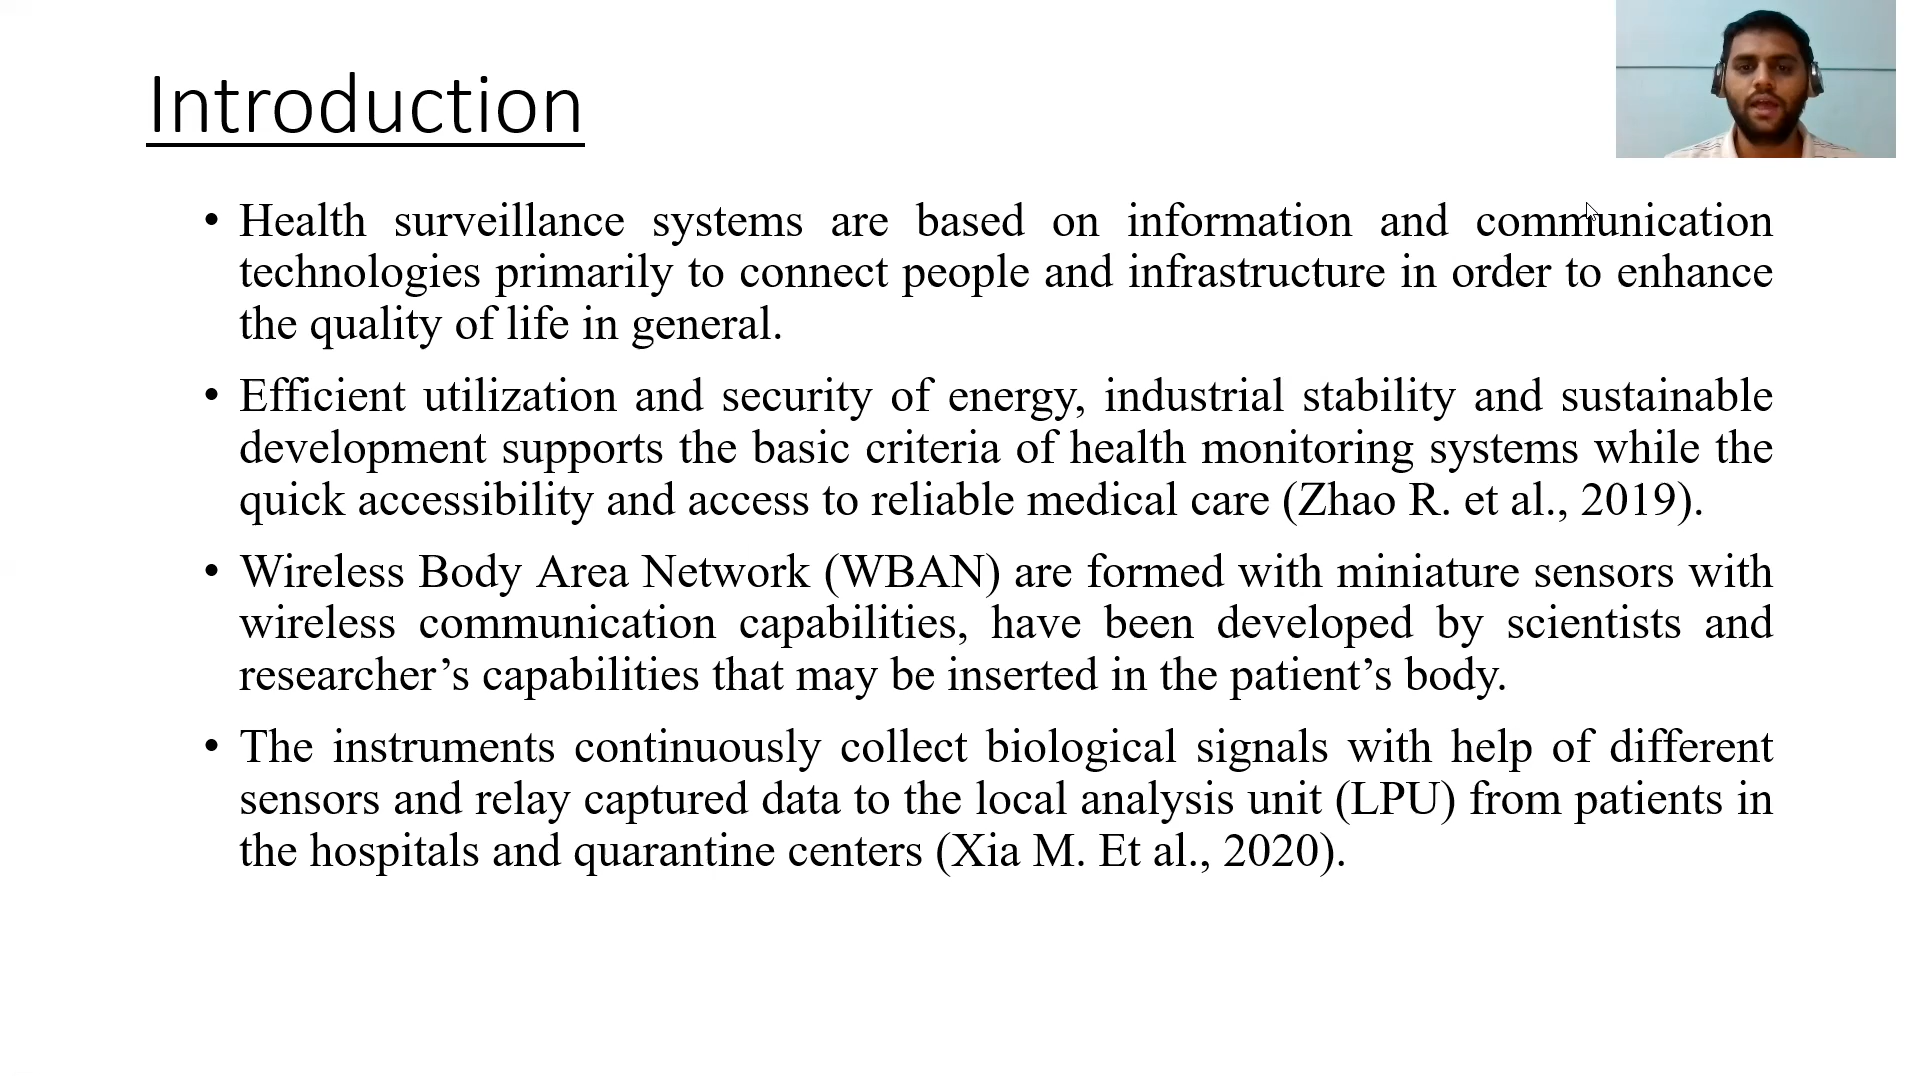 Introduction
• Health surveillance systems are based on information and communication
technologies primarily to connect people and infrastructure in order to enhance
the quality of life in general.
• Efficient utilization and security of energy, industrial stability and sustainable
development supports the basic criteria of health monitoring systems while the
quick accessibility and access to reliable medical care (Zhao R. et al., 2019).
• Wireless Body Area Network (WBAN) are formed with miniature sensors with
wireless communication capabilities, have been developed by scientists and
researcher’s capabilities that may be inserted in the patient’s body.
• The instruments continuously collect biological signals with help of different
sensors and relay captured data to the local analysis unit (LPU) from patients in
the hospitals and quarantine centers (Xia M. Et al., 2020).